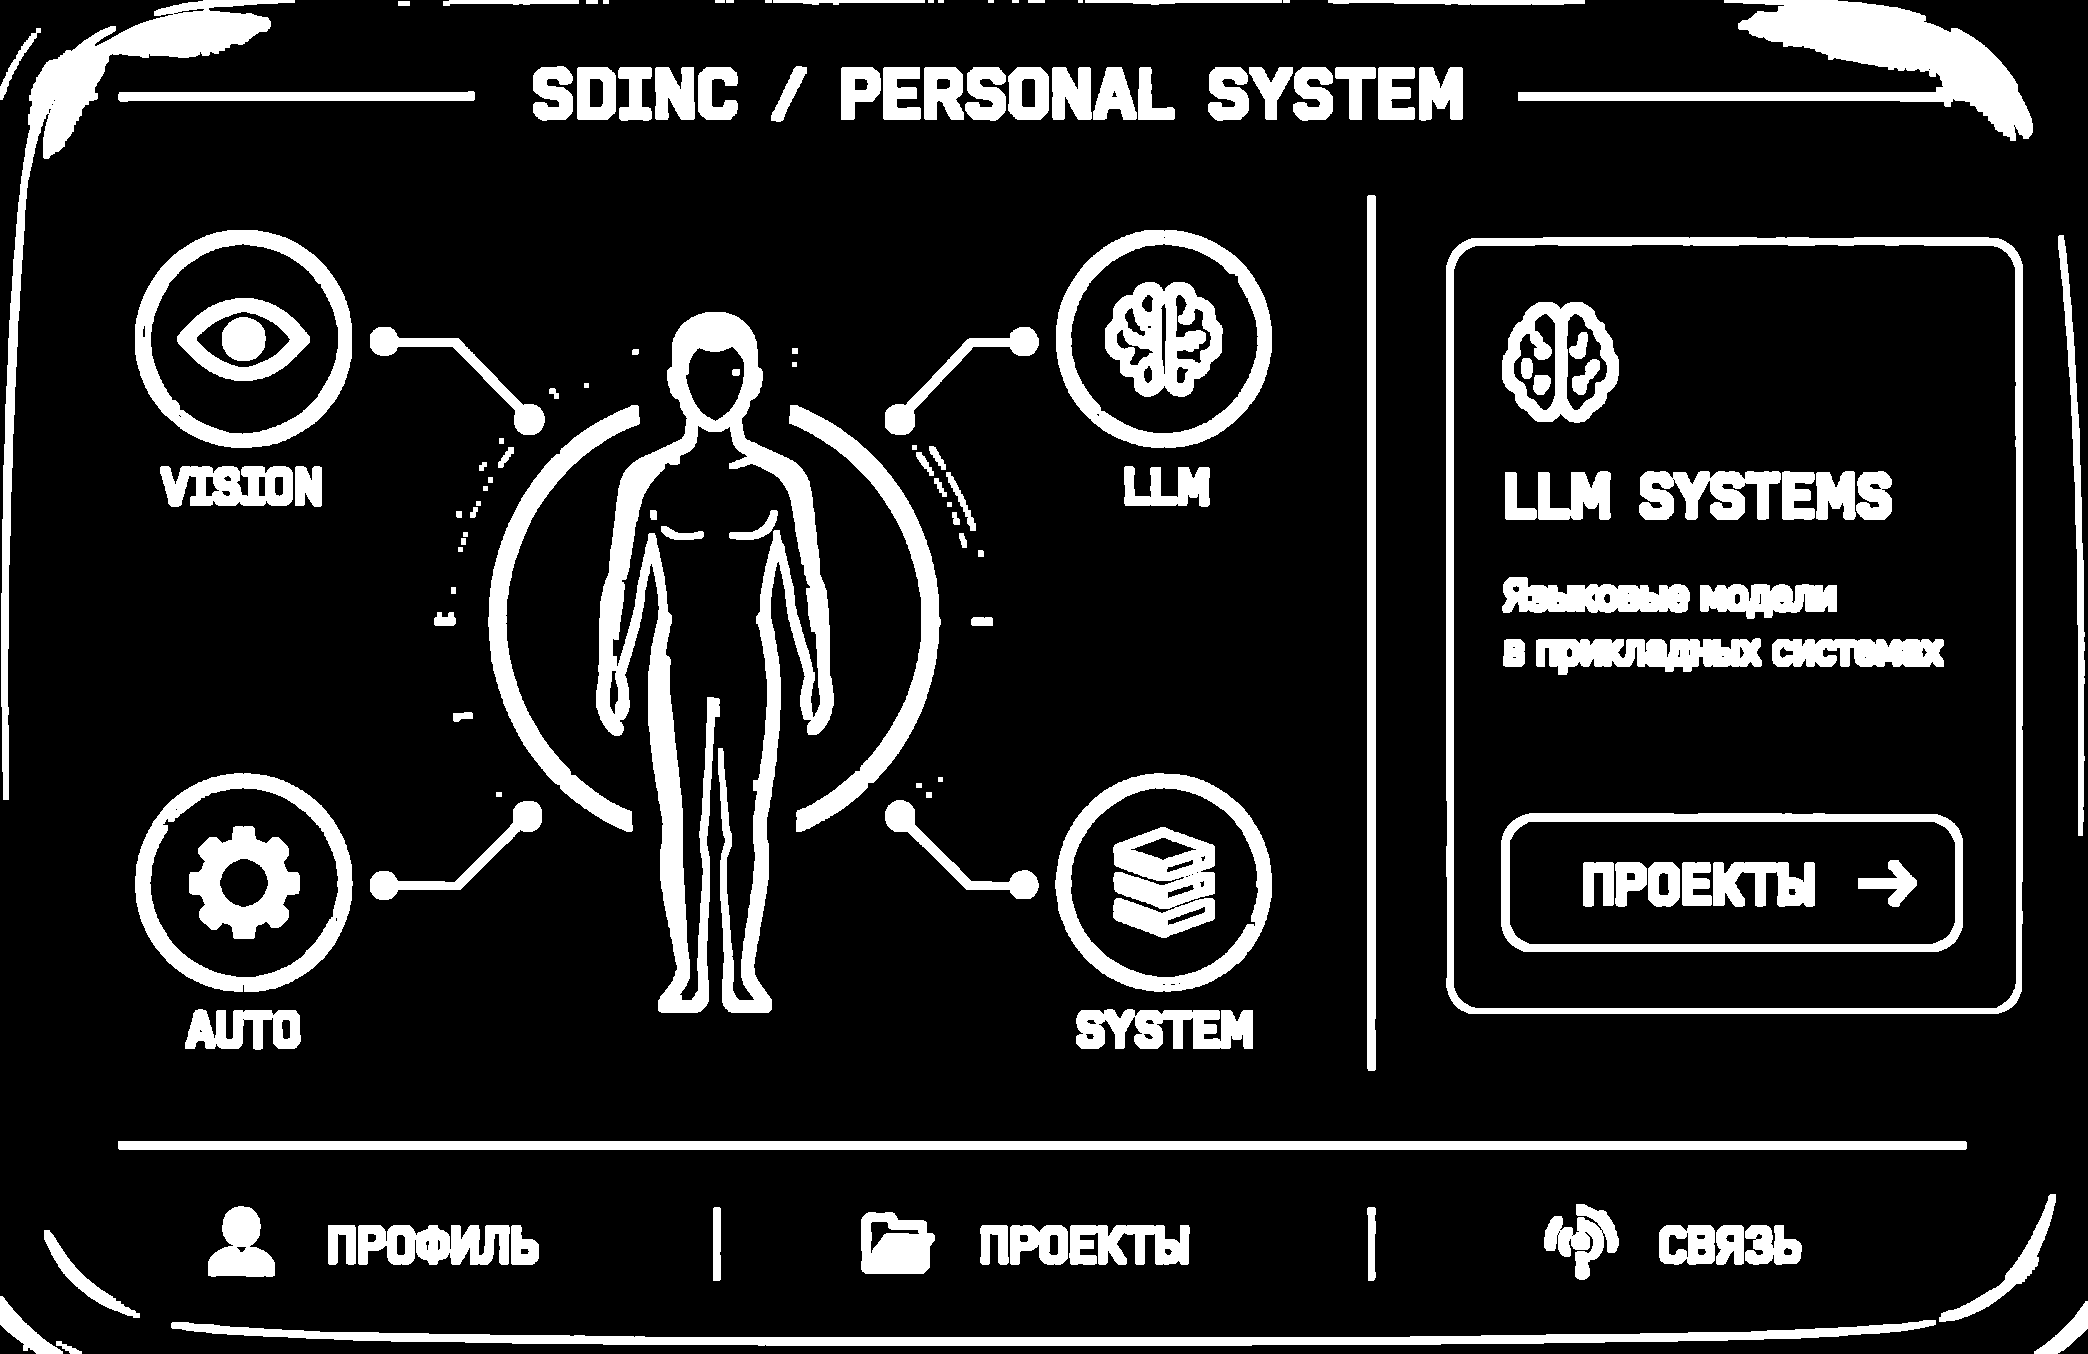 SDINC / PERSONAL SYSTEM
VISION
LLM
AUTO
SYSTEM
LLM SYSTEMS
Языковые модели
в прикладных системах
ПРОЕКТЫ →
ПРОФИЛЬ
ПРОЕКТЫ
СВЯЗЬ